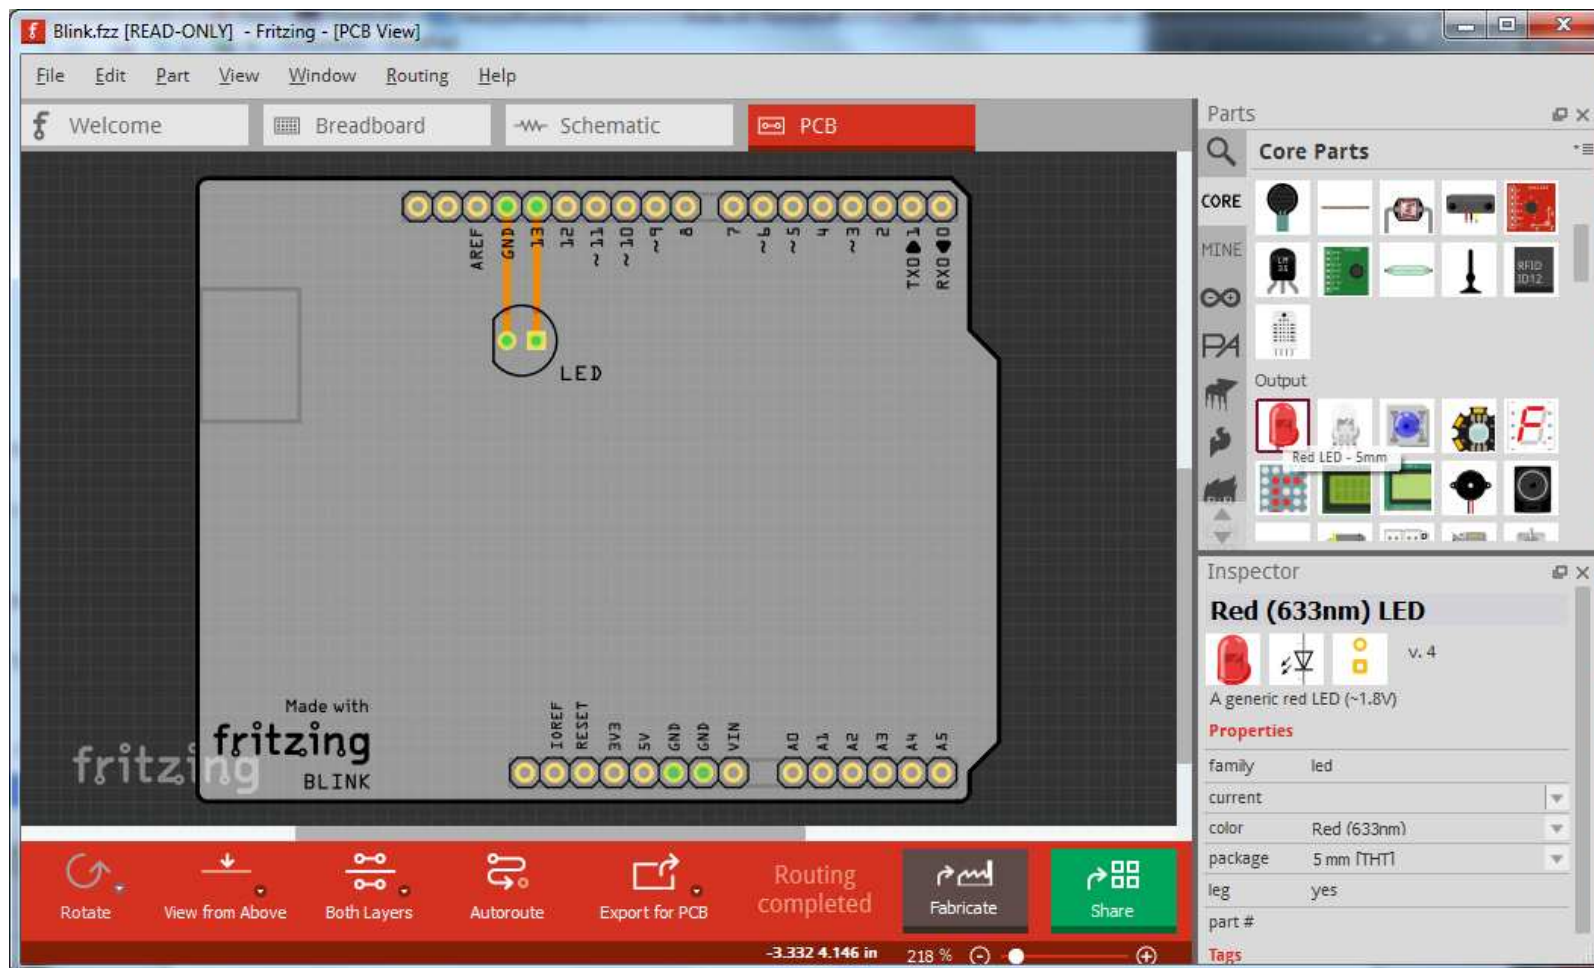 Blink.fzz [READ-ONLY] - Fritzing - [PCB View]
File Edit Part View Window Routing Help
Welcome Breadboard Schematic PCB
Parts
Core Parts
CORE
MINE
LM
35
RFID
ID12
PA
Output
Red LED - 5mm
AREF GND 13 12 ~11 ~10 ~9 8 7 ~6 ~5 4 ~3 2 TX0▶1 RX0◀0
LED
Made with
fritzing
BLINK
fritzing
IOREF RESET 3V3 5V GND GND VIN A0 A1 A2 A3 A4 A5
Inspector
Red (633nm) LED
v. 4
A generic red LED (~1.8V)
Properties
family led
current
color Red (633nm)
package 5 mm [THT]
leg yes
part #
Tags
Rotate View from Above Both Layers Autoroute Export for PCB
Routing
completed
Fabricate Share
-3.332 4.146 in 218 %